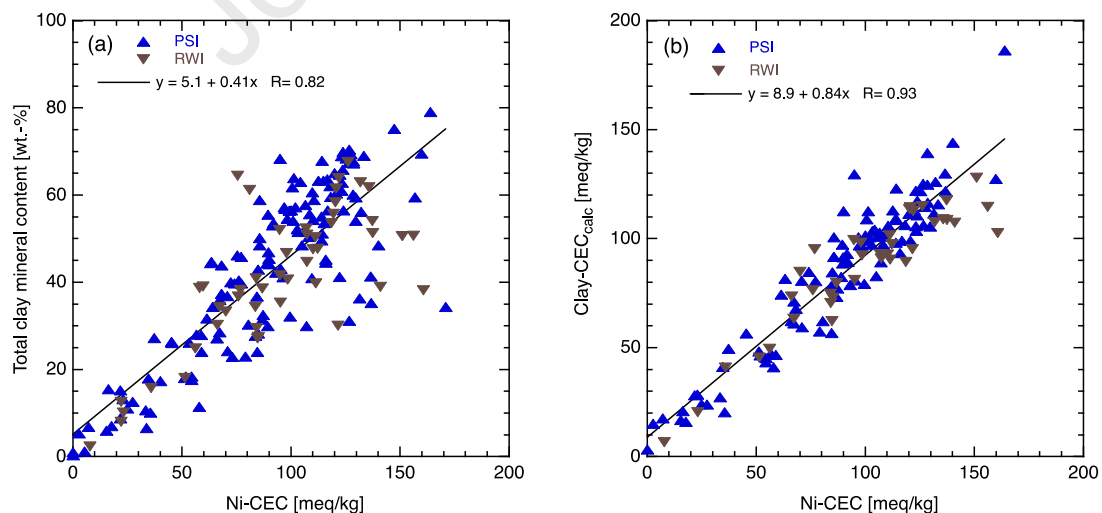 Jo
(a)
PSI
RWI
y = 5.1 + 0.41x R= 0.82
100
80
60
40
20
0
Total clay mineral content [wt.-%]
0 50 100 150 200
Ni-CEC [meq/kg]
(b)
PSI
RWI
y = 8.9 + 0.84x R= 0.93
200
150
100
50
0
Clay-CECcalc [meq/kg]
0 50 100 150 200
Ni-CEC [meq/kg]